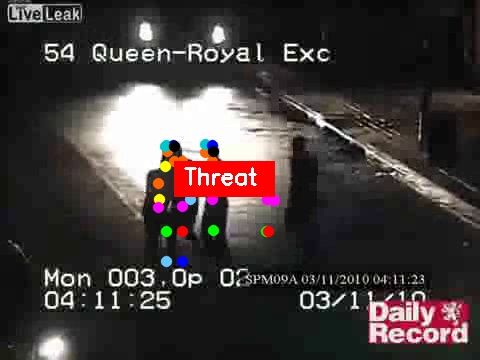 LiveLeak
54 Queen-Royal Exc
Threat
Mon 003.0p 02
SPM09A 03/11/2010 04:11:23
04:11:25
03/11/10
Daily
Record